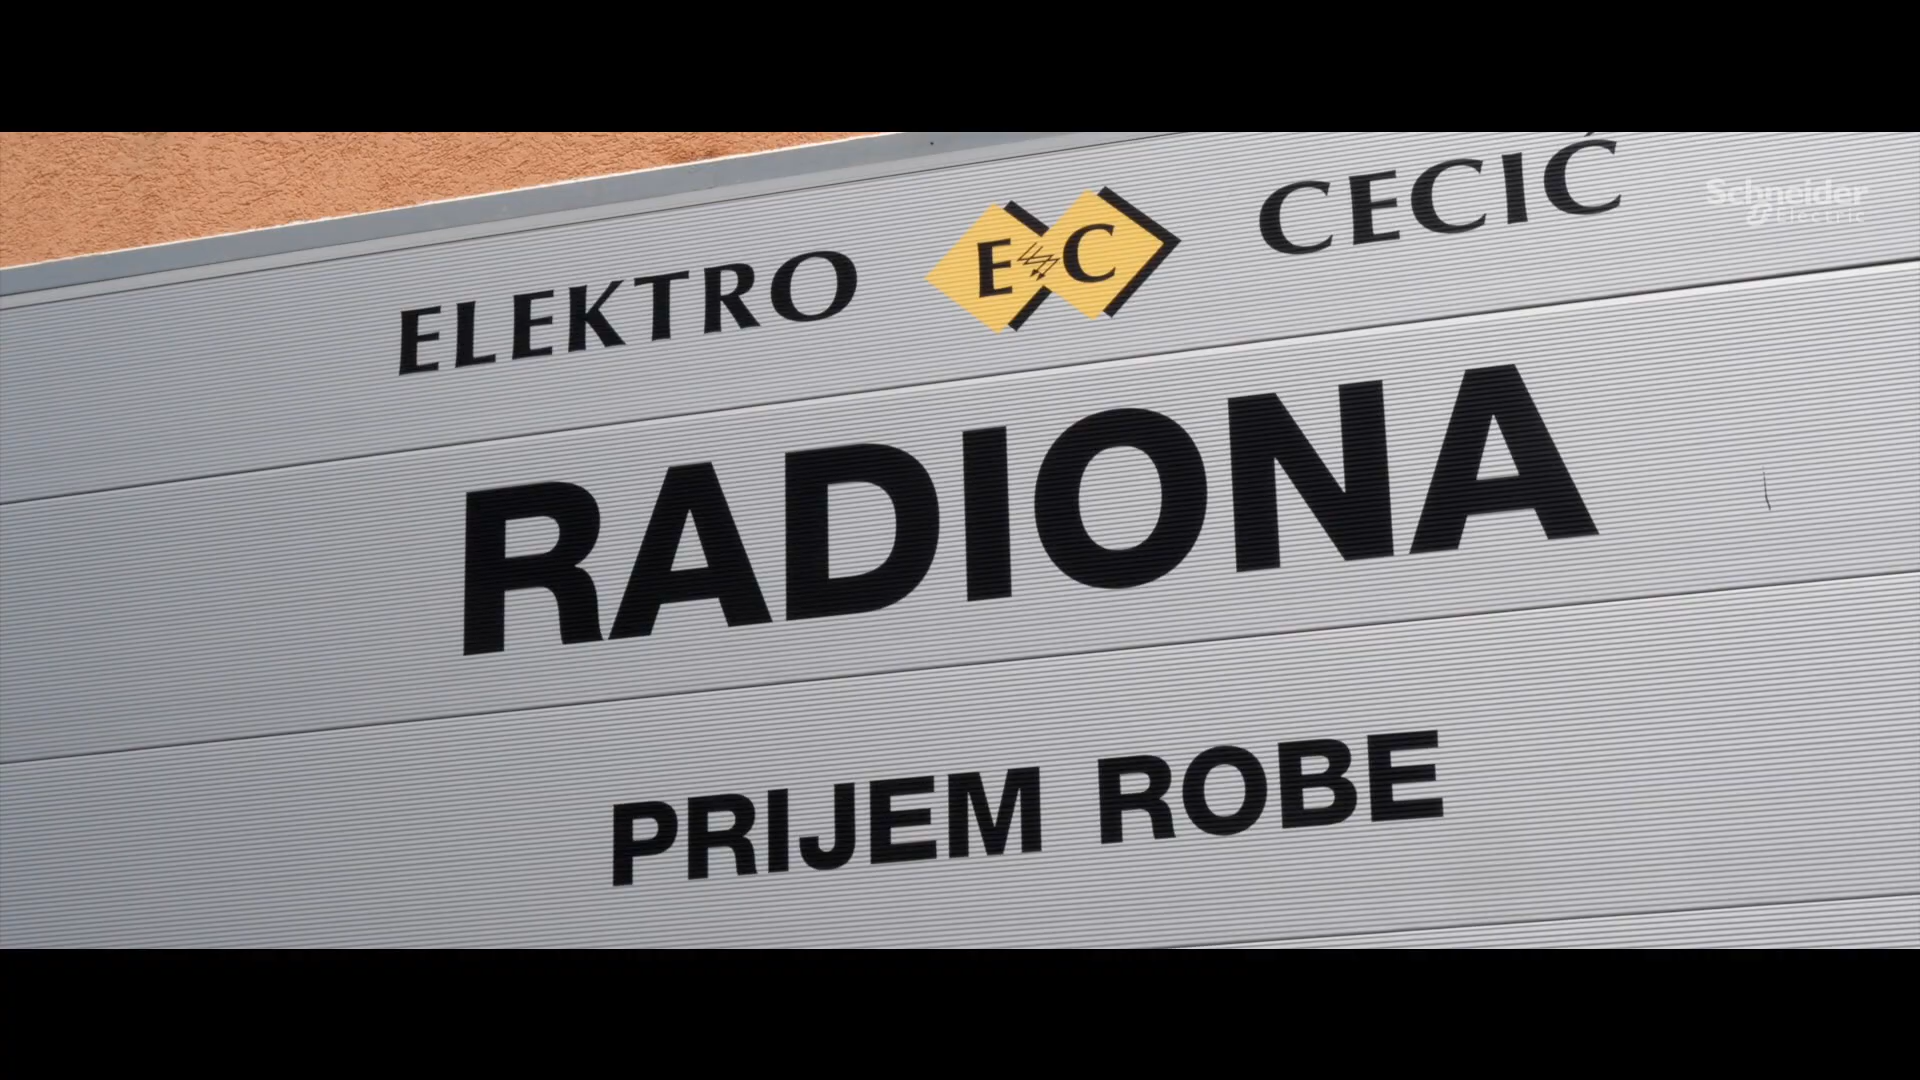 ELEKTRO EC CECIĆ
Schneider
Electric
RADIONA
PRIJEM ROBE